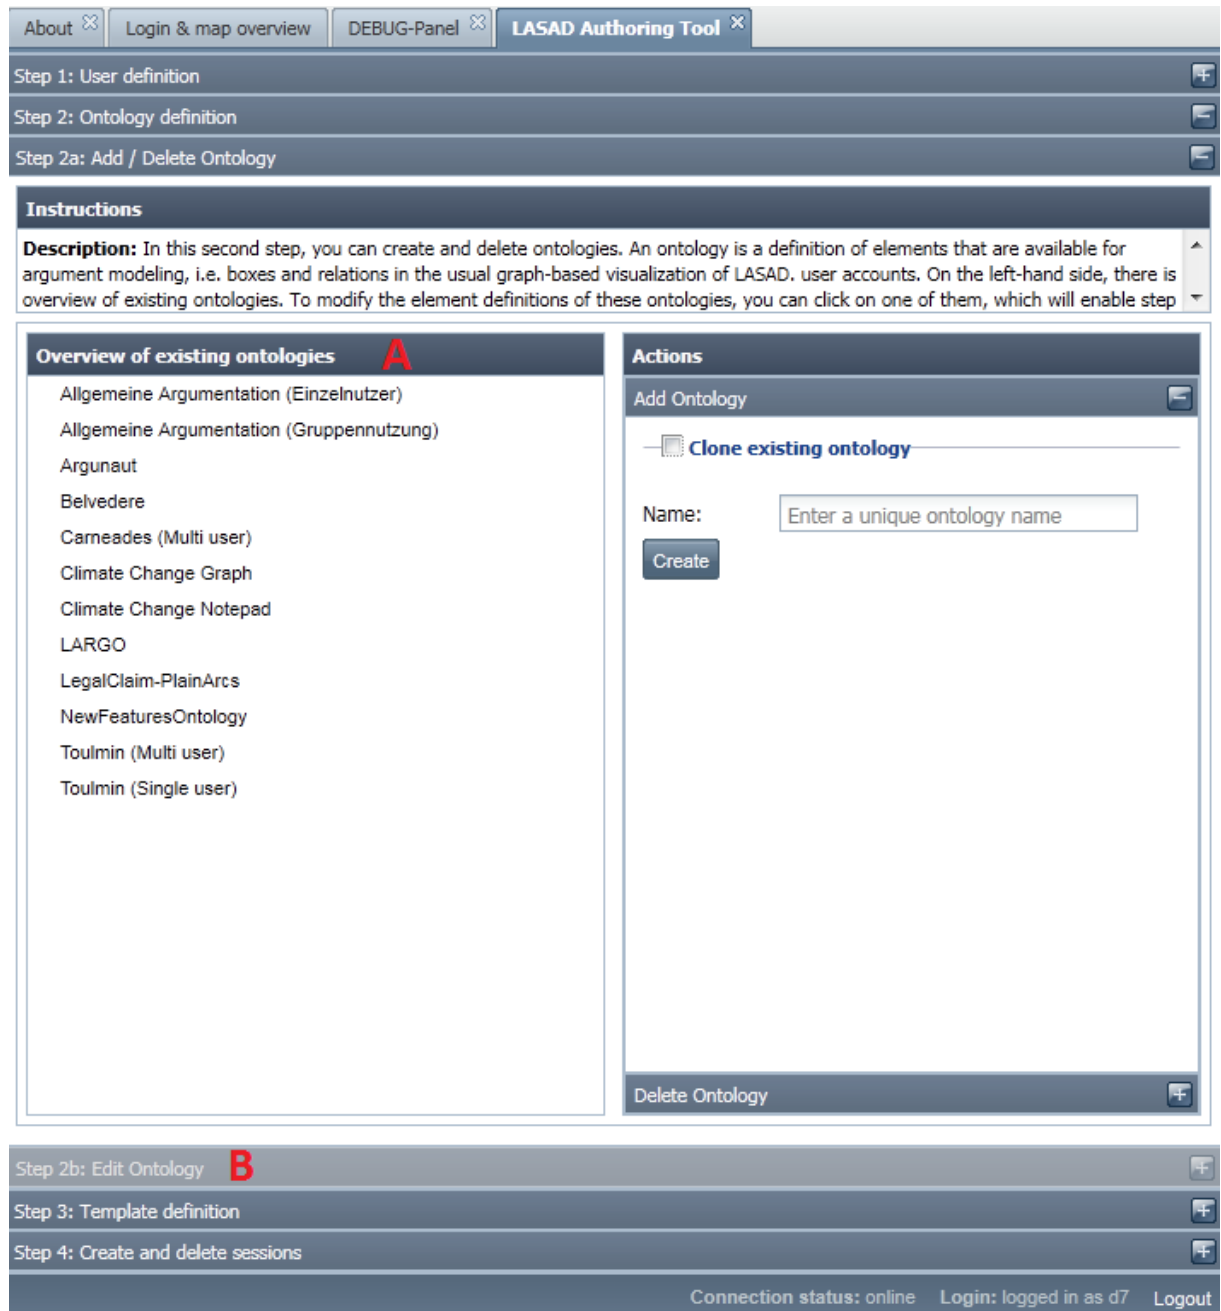 About Login & map overview DEBUG-Panel LASAD Authoring Tool
Step 1: User definition
Step 2: Ontology definition
Step 2a: Add / Delete Ontology
Instructions
Description: In this second step, you can create and delete ontologies. An ontology is a definition of elements that are available for
argument modeling, i.e. boxes and relations in the usual graph-based visualization of LASAD. user accounts. On the left-hand side, there is
overview of existing ontologies. To modify the element definitions of these ontologies, you can click on one of them, which will enable step
Overview of existing ontologies A
Allgemeine Argumentation (Einzelnutzer)
Allgemeine Argumentation (Gruppennutzung)
Argunaut
Belvedere
Carneades (Multi user)
Climate Change Graph
Climate Change Notepad
LARGO
LegalClaim-PlainArcs
NewFeaturesOntology
Toulmin (Multi user)
Toulmin (Single user)
Actions
Add Ontology
Clone existing ontology
Name: Enter a unique ontology name
Create
Delete Ontology
Step 2b: Edit Ontology B
Step 3: Template definition
Step 4: Create and delete sessions
Connection status: online Login: logged in as d7 Logout